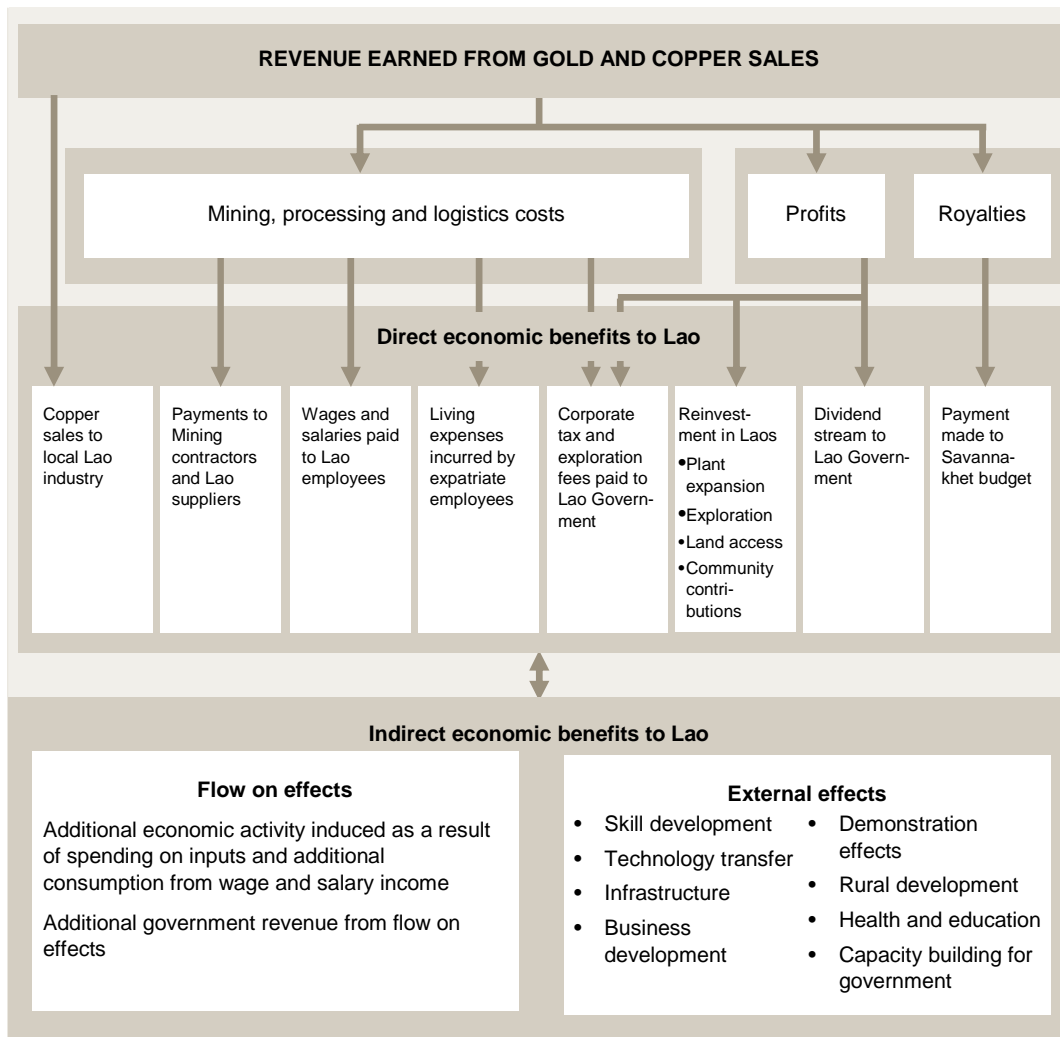 REVENUE EARNED FROM GOLD AND COPPER SALES
Mining, processing and logistics costs
Profits
Royalties
Direct economic benefits to Lao
Copper
sales to
local Lao
industry
Payments to
Mining
contractors
and Lao
suppliers
Wages and
salaries paid
to Lao
employees
Living
expenses
incurred by
expatriate
employees
Corporate
tax and
exploration
fees paid to
Lao Govern-
ment
Reinvest-
ment in Laos
•Plant
expansion
•Exploration
•Land access
•Community
contri-
butions
Dividend
stream to
Lao Govern-
ment
Payment
made to
Savanna-
khet budget
Indirect economic benefits to Lao
Flow on effects
Additional economic activity induced as a result
of spending on inputs and additional
consumption from wage and salary income
Additional government revenue from flow on
effects
External effects
• Skill development
• Technology transfer
• Infrastructure
• Business
development
• Demonstration
effects
• Rural development
• Health and education
• Capacity building for
government